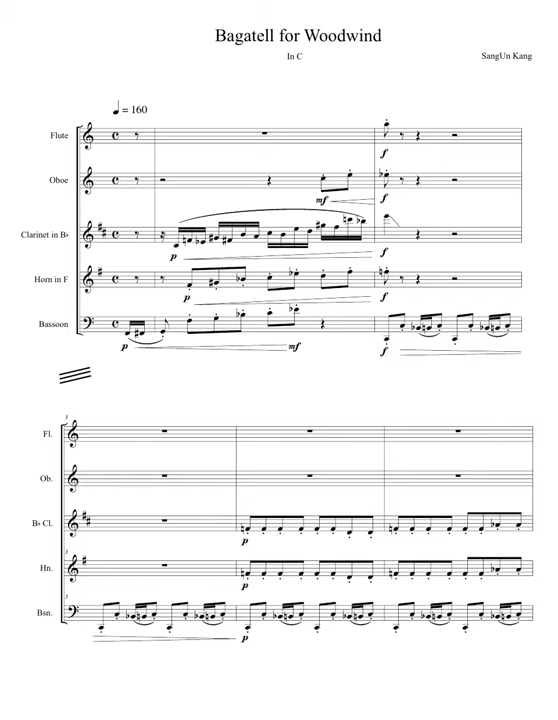 Bagatell for Woodwind
In C
SangUn Kang
♩ = 160
Flute
f
Oboe
mf f
Clarinet in B♭
p f
Horn in F
p f
Bassoon
p mf f
3
Fl.
Ob.
B♭ Cl.
p
3
Hn.
p
3
Bsn.
p